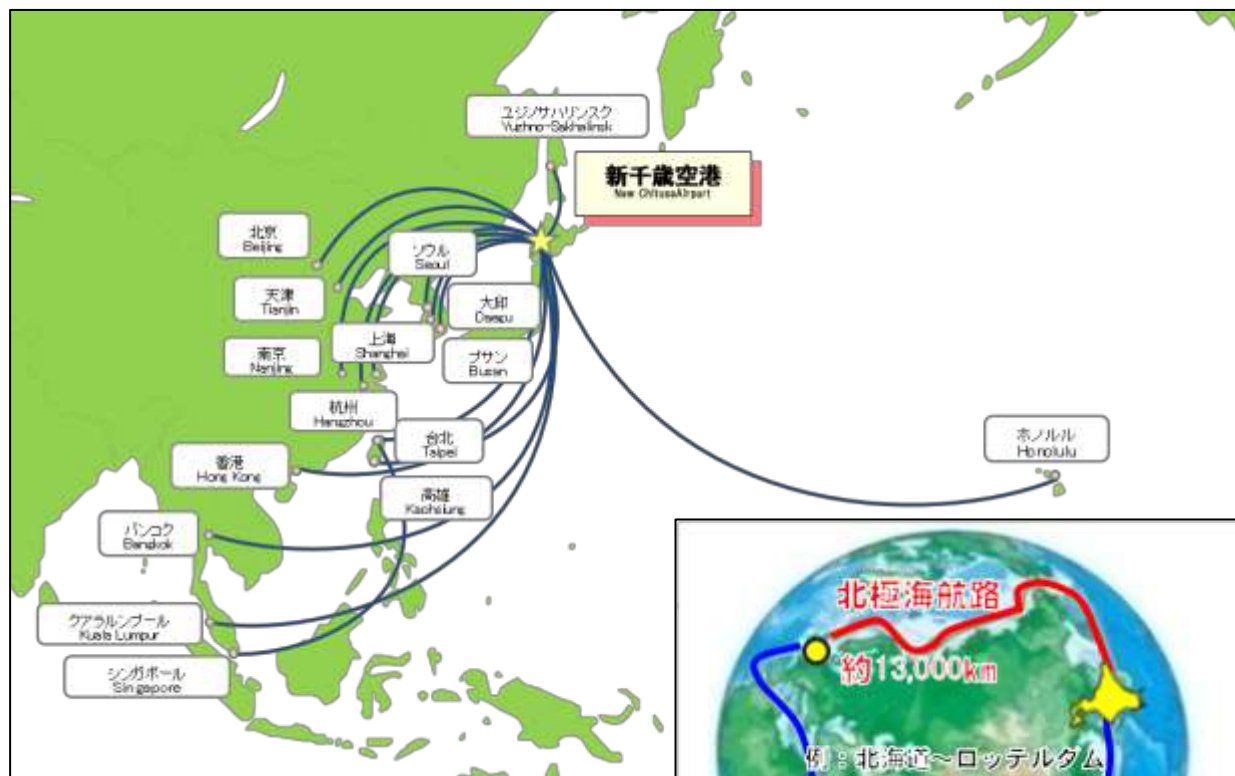 ユジノサハリンスク
Yuzhno-Sakhalinsk
新千歳空港
New ChitoseAirport
北京
Beijing
ソウル
Seoul
天津
Tianjin
大邱
Daegu
上海
Shanghai
南京
Nanjing
プサン
Busan
杭州
Hangzhou
台北
Taipei
ホノルル
Honolulu
香港
Hong Kong
高雄
Kaohsiung
バンコク
Bangkok
クアラルンプール
Kuala Lumpur
シンガポール
Singapore
北極海航路
約13,000km
例：北海道～ロッテルダム